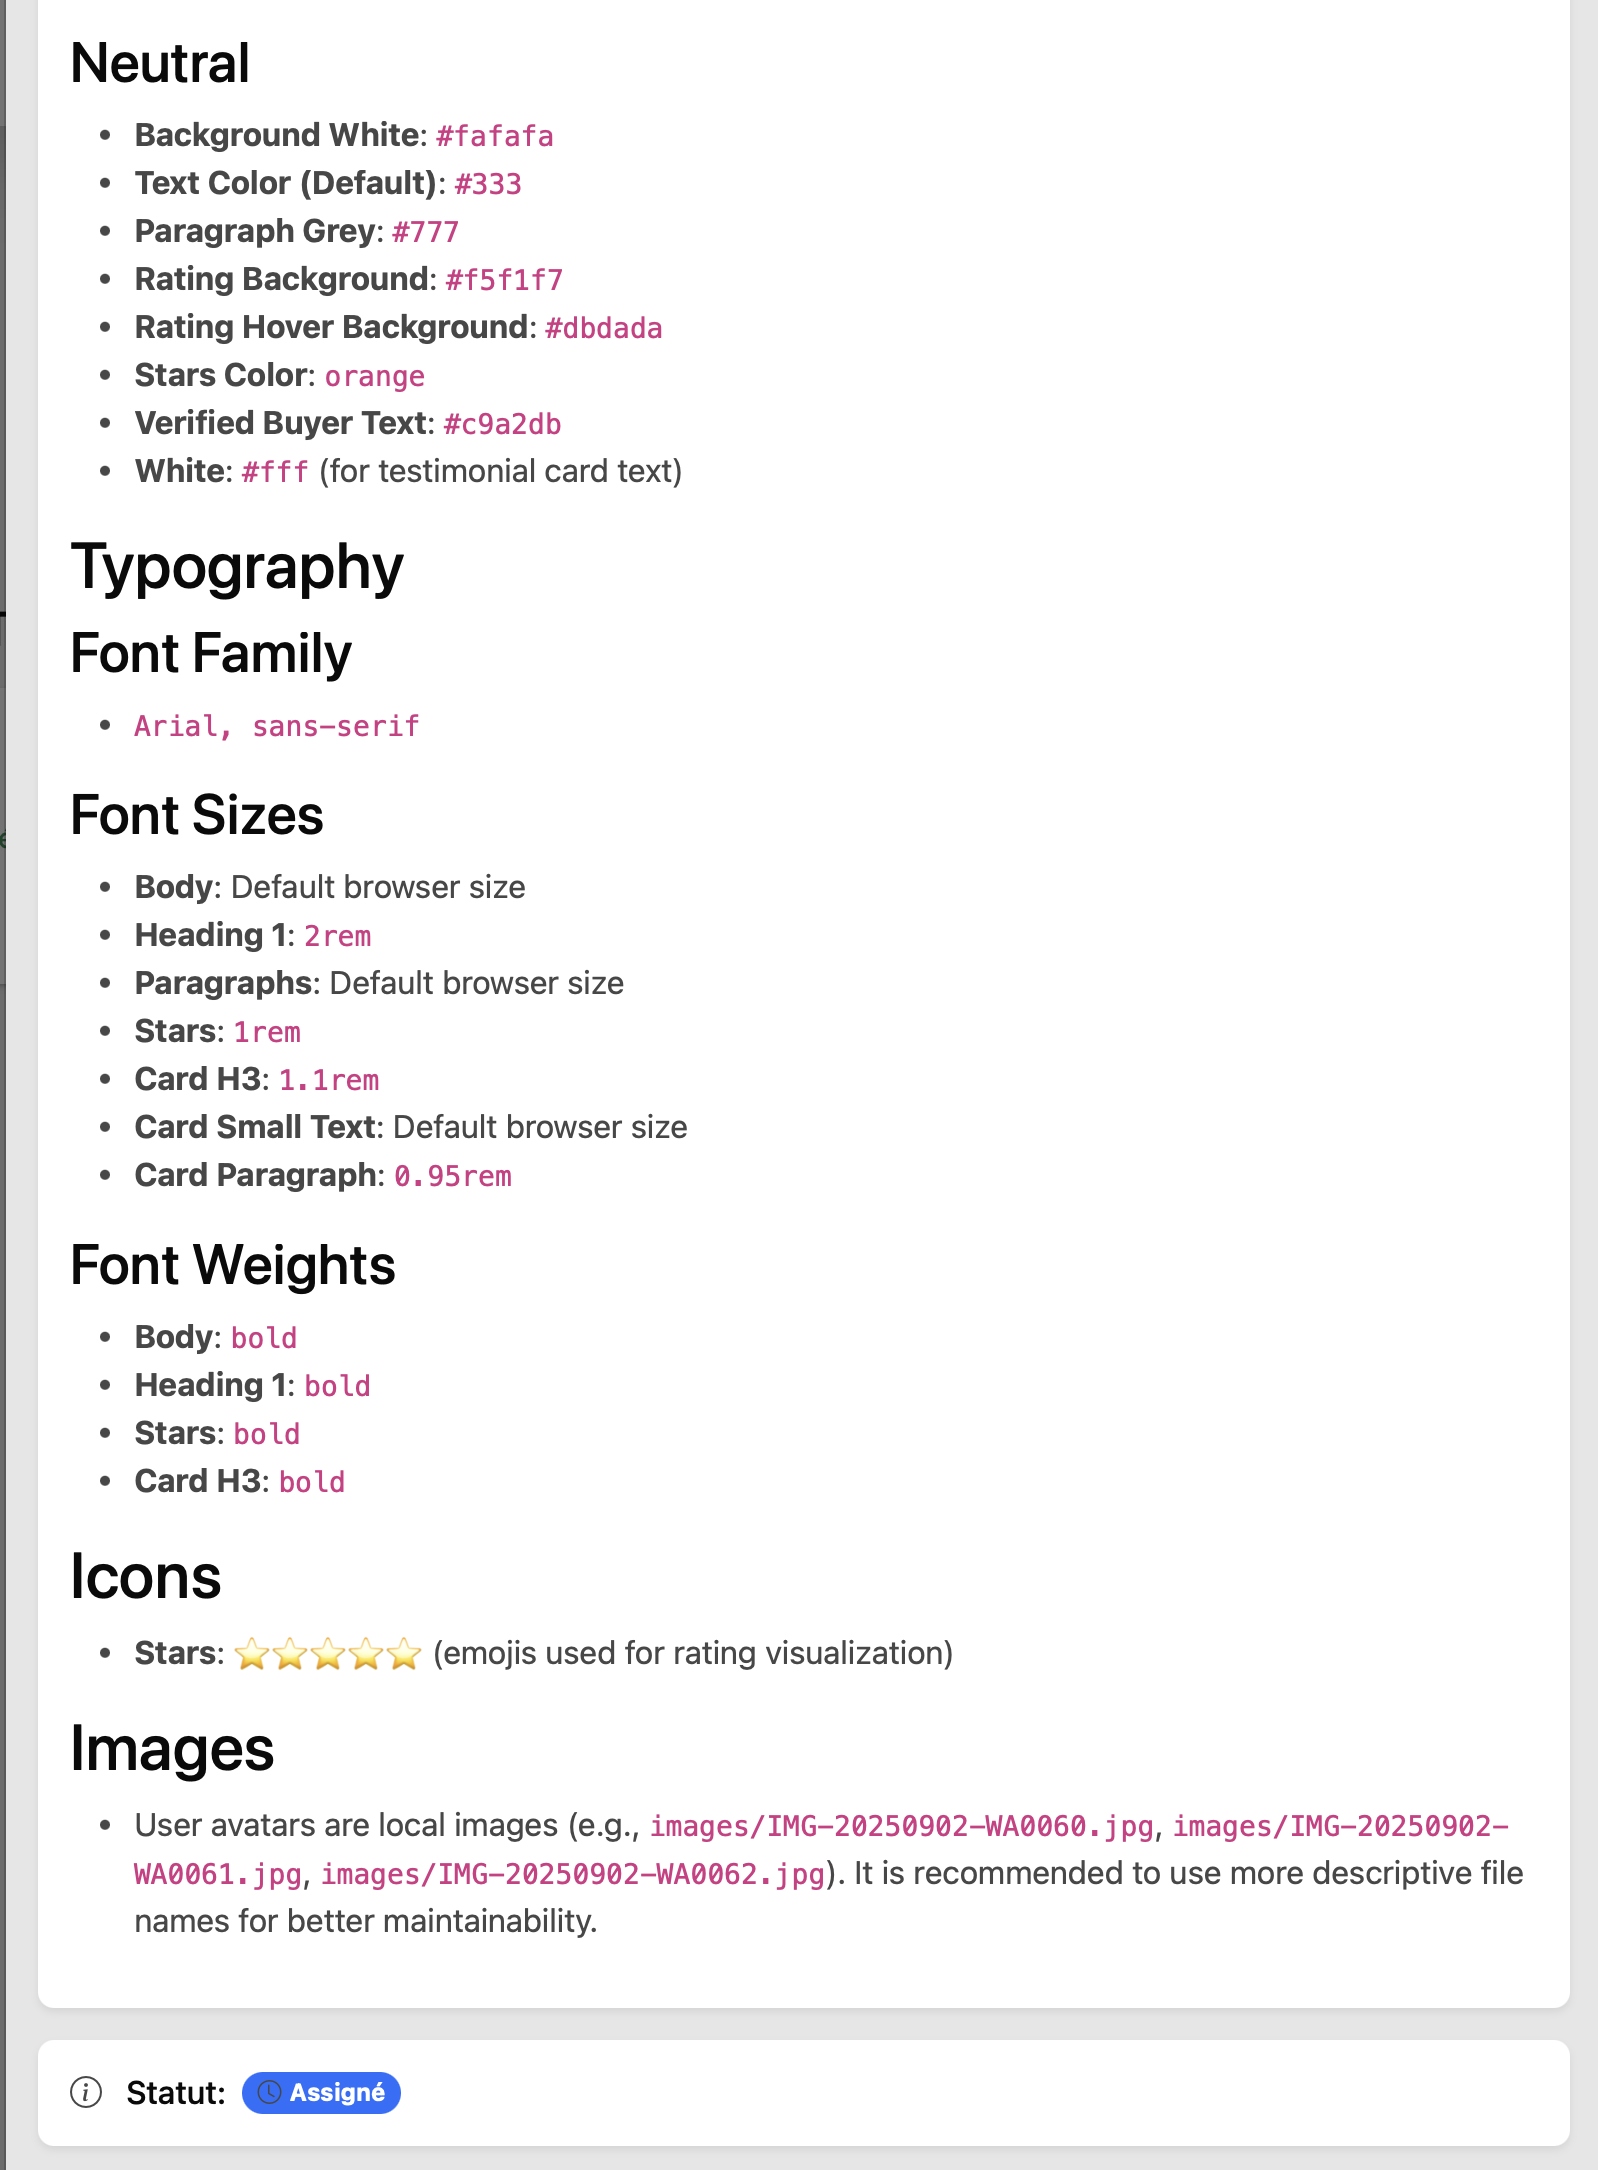 Neutral
• Background White: #fafafa
• Text Color (Default): #333
• Paragraph Grey: #777
• Rating Background: #f5f1f7
• Rating Hover Background: #dbdada
• Stars Color: orange
• Verified Buyer Text: #c9a2db
• White: #fff (for testimonial card text)
Typography
Font Family
• Arial, sans-serif
Font Sizes
• Body: Default browser size
• Heading 1: 2rem
• Paragraphs: Default browser size
• Stars: 1rem
• Card H3: 1.1rem
• Card Small Text: Default browser size
• Card Paragraph: 0.95rem
Font Weights
• Body: bold
• Heading 1: bold
• Stars: bold
• Card H3: bold
Icons
• Stars: ⭐⭐⭐⭐⭐ (emojis used for rating visualization)
Images
• User avatars are local images (e.g., images/IMG-20250902-WA0060.jpg, images/IMG-20250902-
WA0061.jpg, images/IMG-20250902-WA0062.jpg). It is recommended to use more descriptive file
names for better maintainability.
Statut: Assigné